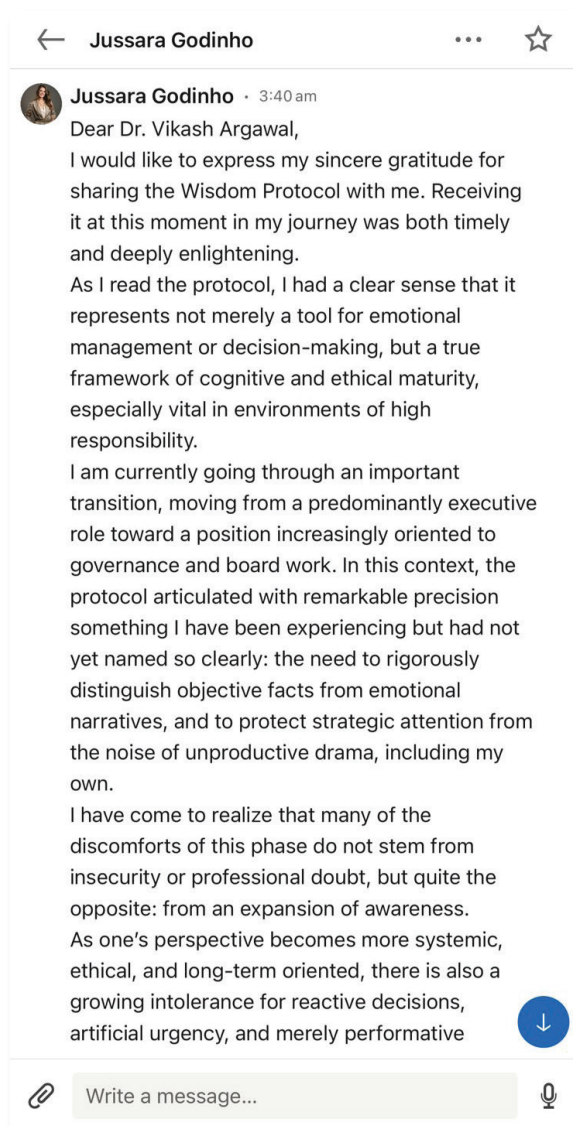 Jussara Godinho
Jussara Godinho · 3:40 am
Dear Dr. Vikash Argawal,
I would like to express my sincere gratitude for
sharing the Wisdom Protocol with me. Receiving
it at this moment in my journey was both timely
and deeply enlightening.
As I read the protocol, I had a clear sense that it
represents not merely a tool for emotional
management or decision-making, but a true
framework of cognitive and ethical maturity,
especially vital in environments of high
responsibility.
I am currently going through an important
transition, moving from a predominantly executive
role toward a position increasingly oriented to
governance and board work. In this context, the
protocol articulated with remarkable precision
something I have been experiencing but had not
yet named so clearly: the need to rigorously
distinguish objective facts from emotional
narratives, and to protect strategic attention from
the noise of unproductive drama, including my
own.
I have come to realize that many of the
discomforts of this phase do not stem from
insecurity or professional doubt, but quite the
opposite: from an expansion of awareness.
As one’s perspective becomes more systemic,
ethical, and long-term oriented, there is also a
growing intolerance for reactive decisions,
artificial urgency, and merely performative
Write a message...